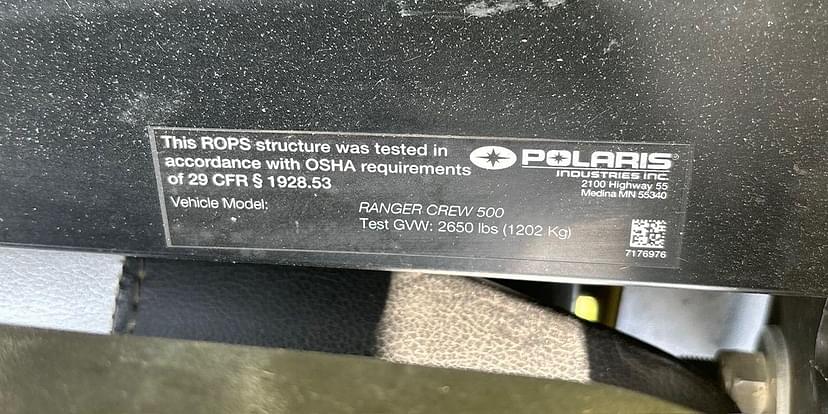 This ROPS structure was tested in
accordance with OSHA requirements
of 29 CFR § 1928.53
POLARIS
INDUSTRIES INC.
2100 Highway 55
Medina MN 55340
Vehicle Model:
RANGER CREW 500
Test GVW: 2650 lbs (1202 Kg)
7176976